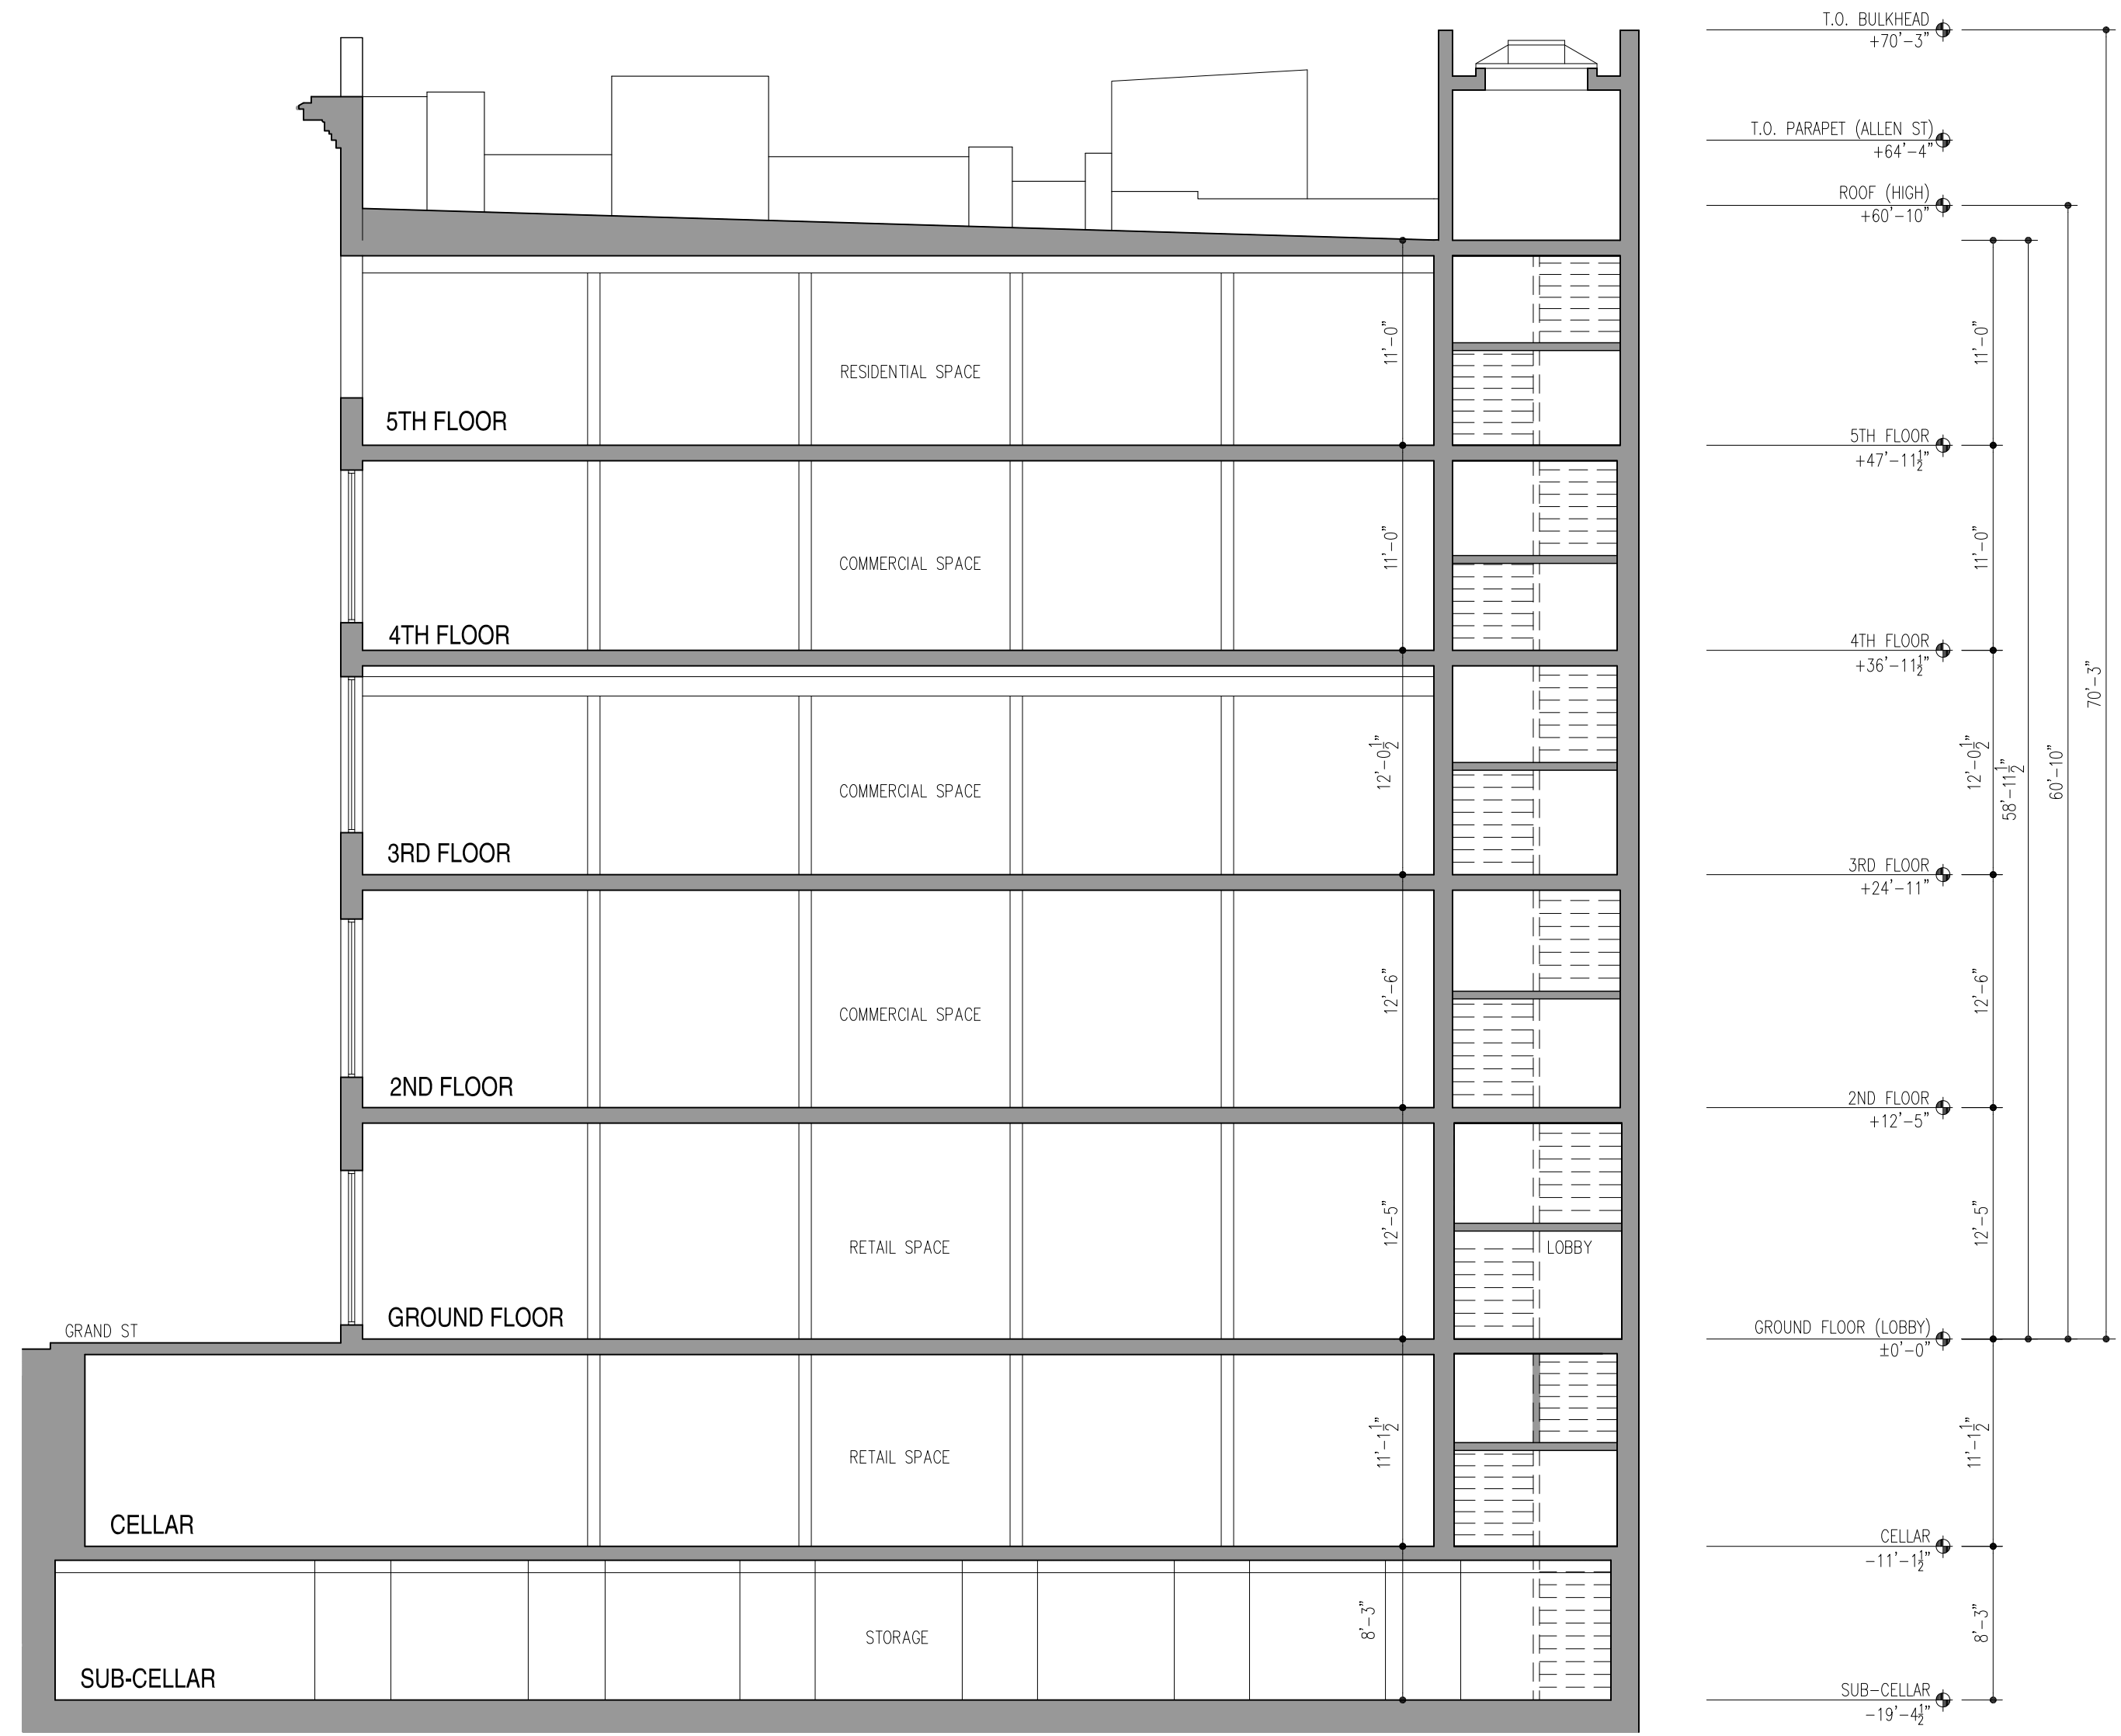 T.O. BULKHEAD
+70'-3"
T.O. PARAPET (ALLEN ST)
+64'-4"
ROOF (HIGH)
+60'-10"
11'-0"
11'-0"
RESIDENTIAL SPACE
5TH FLOOR
5TH FLOOR
+47'-11½"
11'-0"
11'-0"
COMMERCIAL SPACE
4TH FLOOR
4TH FLOOR
+36'-11½"
70'-3"
12'-0½"
12'-0½"
58'-11½"
60'-10"
COMMERCIAL SPACE
3RD FLOOR
3RD FLOOR
+24'-11"
12'-6"
12'-6"
COMMERCIAL SPACE
2ND FLOOR
2ND FLOOR
+12'-5"
12'-5"
12'-5"
RETAIL SPACE
LOBBY
GROUND FLOOR
GRAND ST
GROUND FLOOR (LOBBY)
±0'-0"
11'-1½"
11'-1½"
RETAIL SPACE
CELLAR
CELLAR
-11'-1½"
8'-3"
8'-3"
STORAGE
SUB-CELLAR
SUB-CELLAR
-19'-4½"